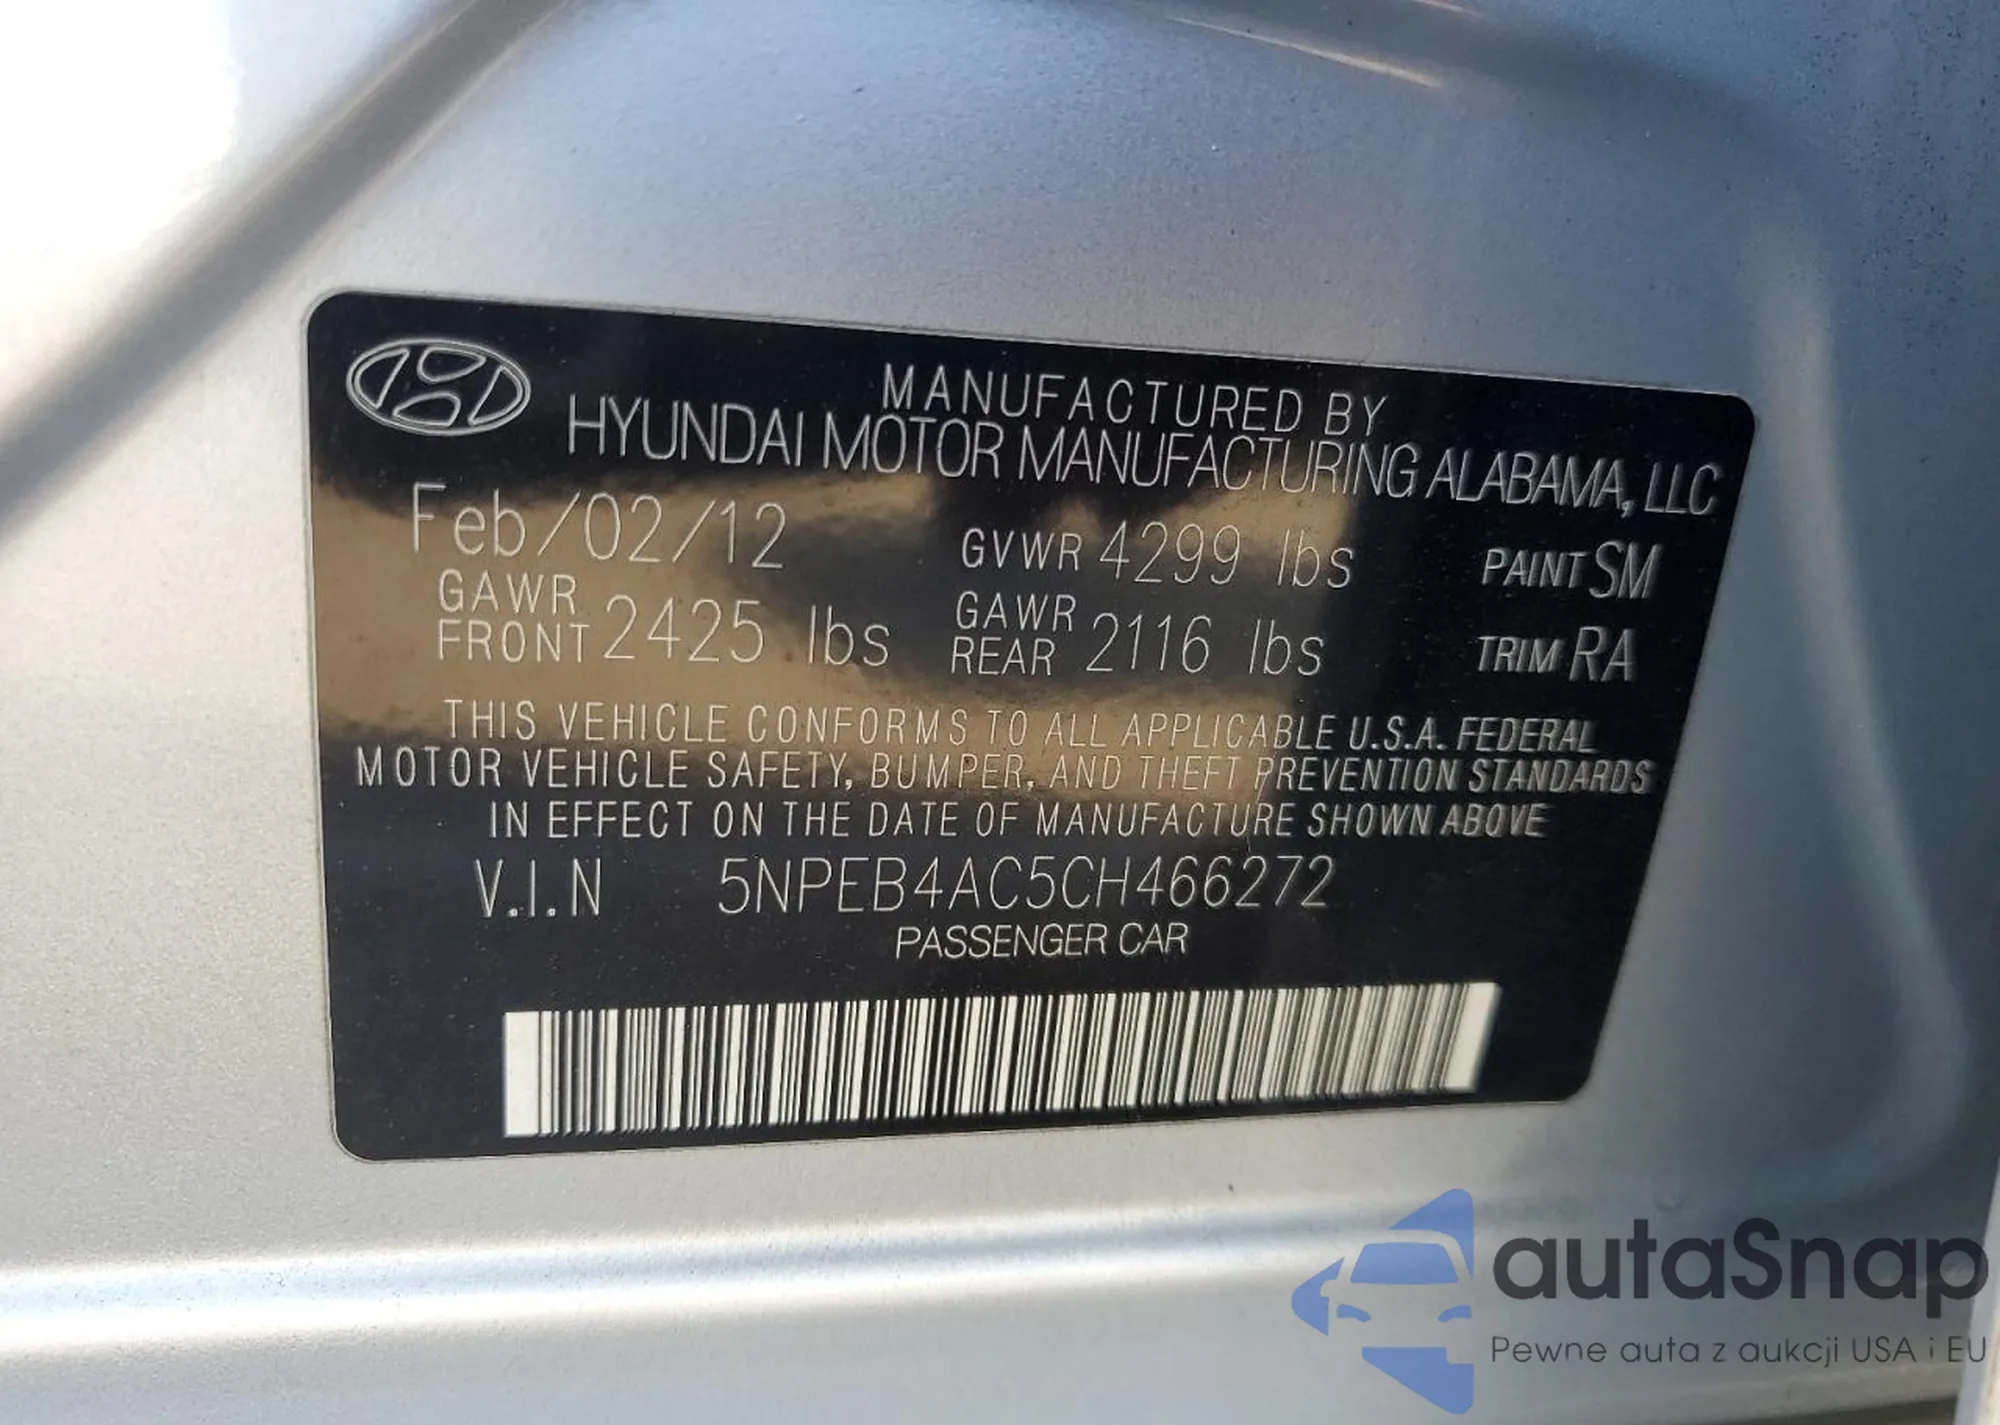 MANUFACTURED BY
HYUNDAI MOTOR MANUFACTURING ALABAMA, LLC
Feb/02/12 GVWR 4299 lbs PAINT SM
GAWR FRONT 2425 lbs GAWR REAR 2116 lbs TRIM RA
THIS VEHICLE CONFORMS TO ALL APPLICABLE U.S.A. FEDERAL
MOTOR VEHICLE SAFETY, BUMPER, AND THEFT PREVENTION STANDARDS
IN EFFECT ON THE DATE OF MANUFACTURE SHOWN ABOVE
V.I.N 5NPEB4AC5CH466272
PASSENGER CAR
autaSnap
Pewne auta z aukcji USA i EU